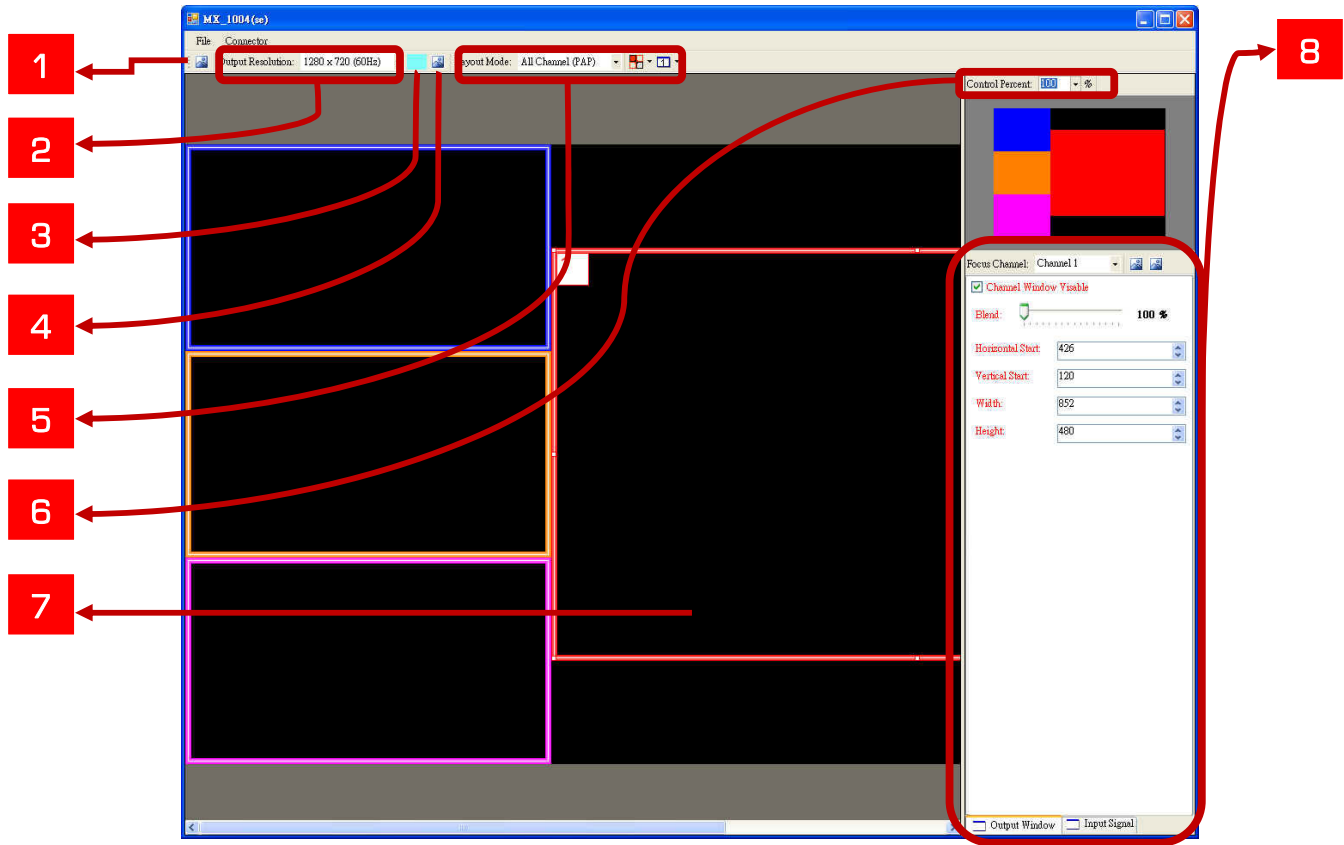 MX_1004(se)
File Connector
Output Resolution: 1280 x 720 (60Hz) Layout Mode: All Channel (PAP) 1
Control Percent: 100 %
Focus Channel: Channel 1
Channel Window Visable
Blend: 100 %
Horizontal Start: 426
Vertical Start: 120
Width: 852
Height: 480
Output Window Input Signal
1
2
3
4
5
6
7
8